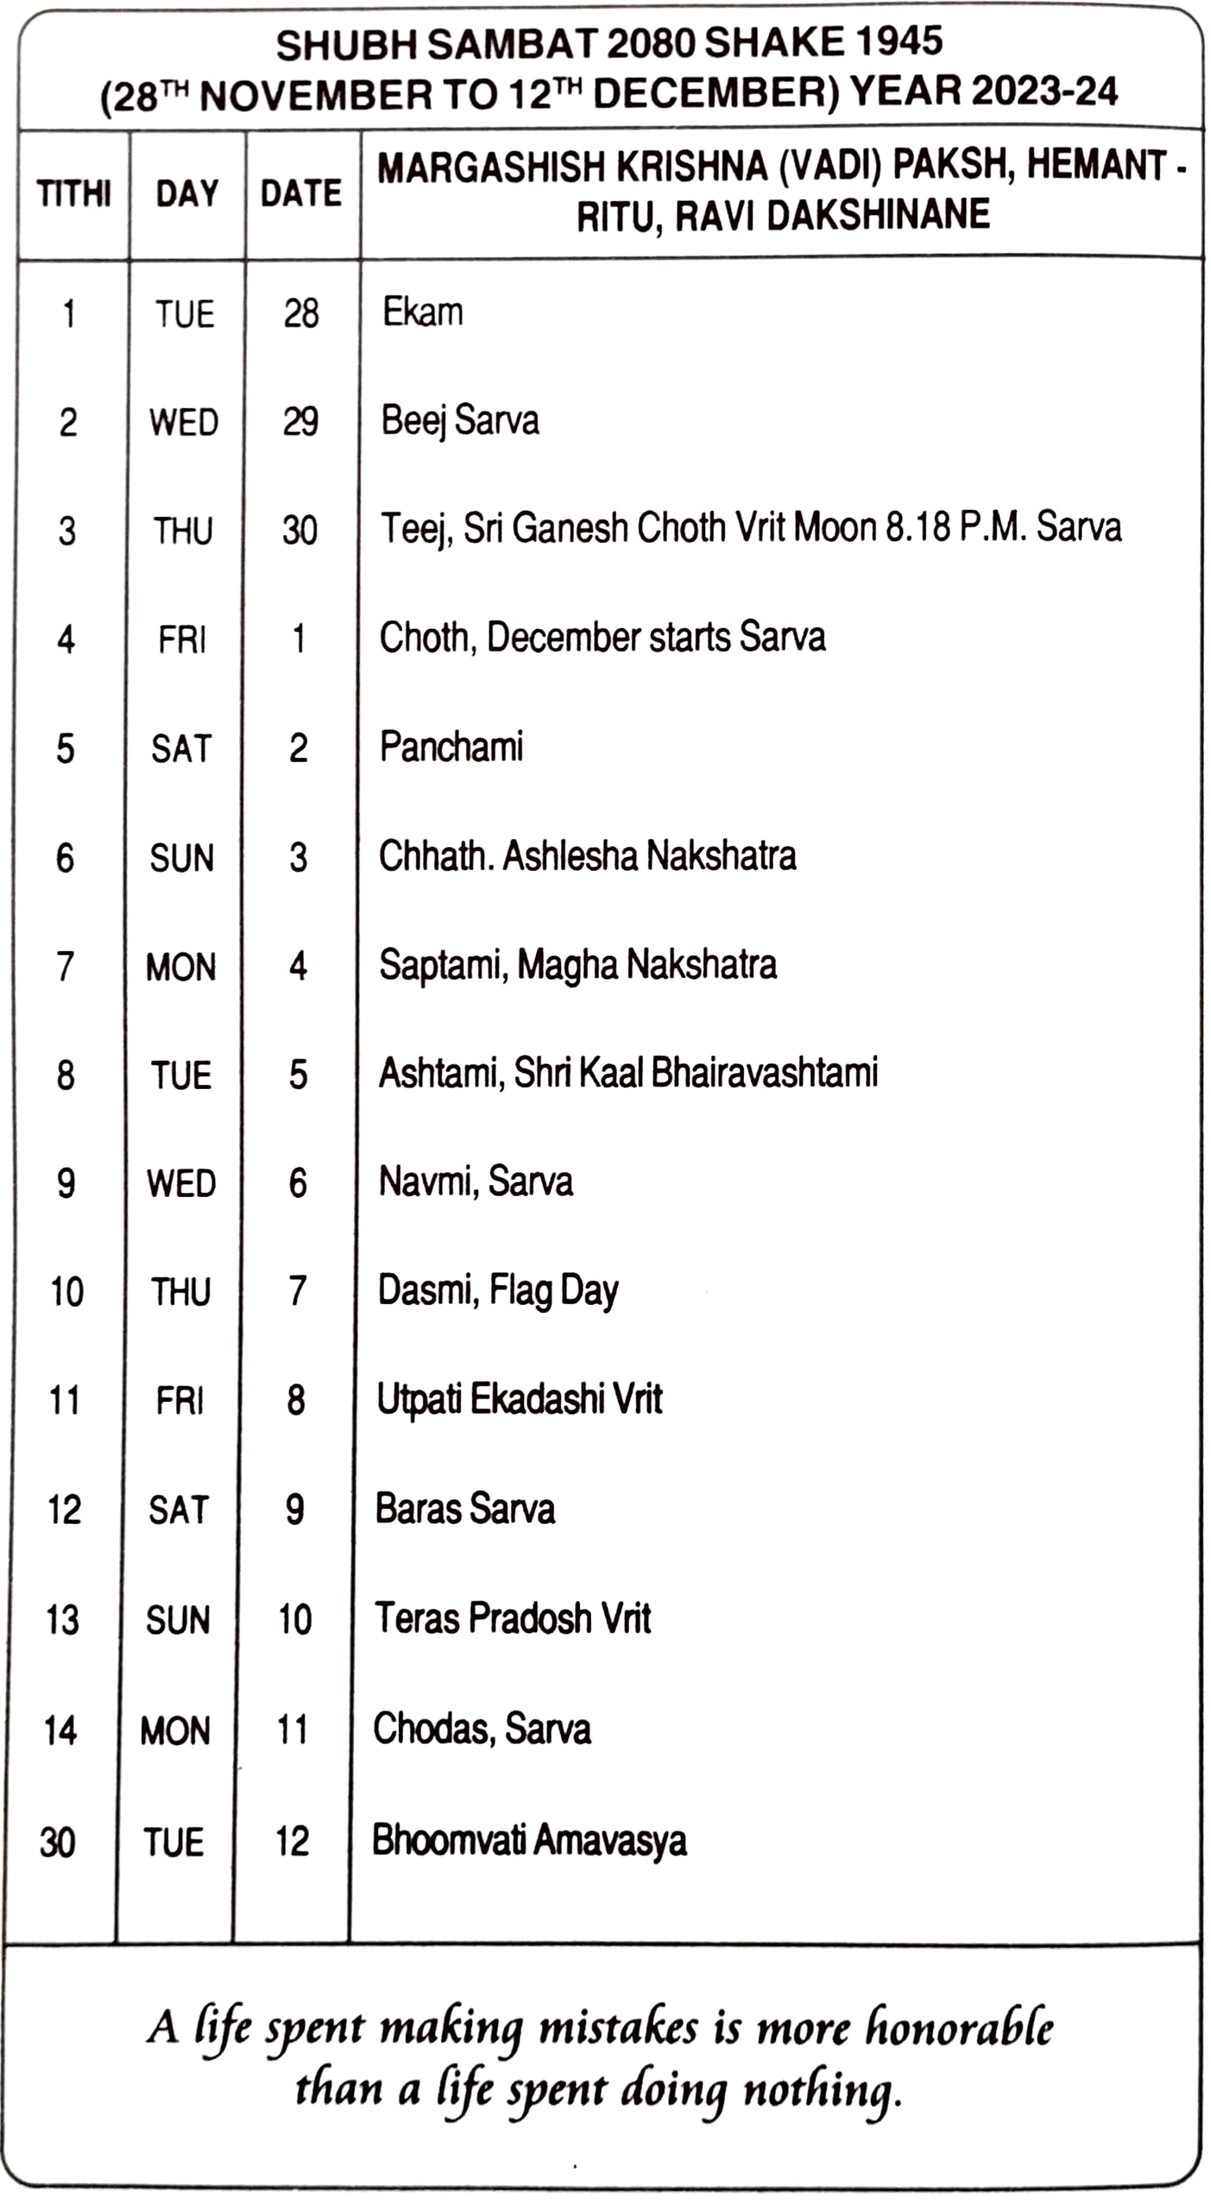 SHUBH SAMBAT 2080 SHAKE 1945
(28TH NOVEMBER TO 12TH DECEMBER) YEAR 2023-24
TITHI DAY DATE MARGASHISH KRISHNA (VADI) PAKSH, HEMANT -
RITU, RAVI DAKSHINANE
1 TUE 28 Ekam
2 WED 29 Beej Sarva
3 THU 30 Teej, Sri Ganesh Choth Vrit Moon 8.18 P.M. Sarva
4 FRI 1 Choth, December starts Sarva
5 SAT 2 Panchami
6 SUN 3 Chhath. Ashlesha Nakshatra
7 MON 4 Saptami, Magha Nakshatra
8 TUE 5 Ashtami, Shri Kaal Bhairavashtami
9 WED 6 Navmi, Sarva
10 THU 7 Dasmi, Flag Day
11 FRI 8 Utpati Ekadashi Vrit
12 SAT 9 Baras Sarva
13 SUN 10 Teras Pradosh Vrit
14 MON 11 Chodas, Sarva
30 TUE 12 Bhoomvati Amavasya
A life spent making mistakes is more honorable
than a life spent doing nothing.